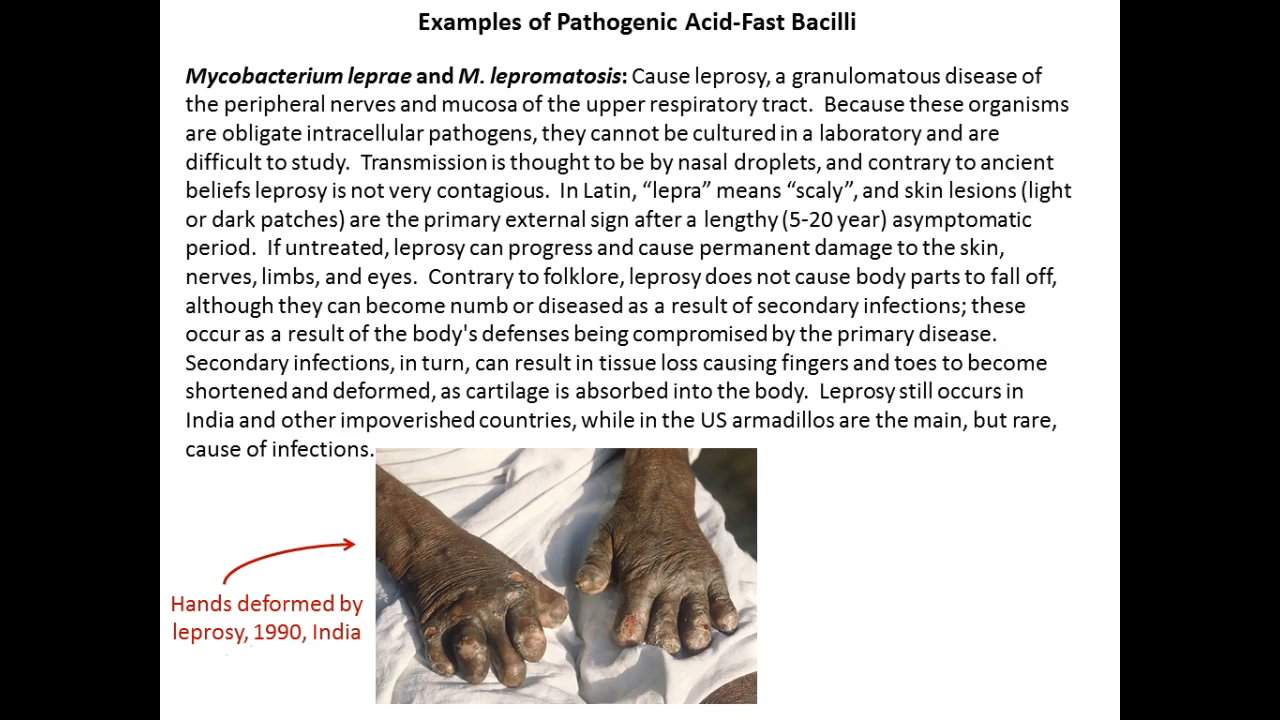 Examples of Pathogenic Acid-Fast Bacilli
Mycobacterium leprae and M. lepromatosis: Cause leprosy, a granulomatous disease of
the peripheral nerves and mucosa of the upper respiratory tract.  Because these organisms
are obligate intracellular pathogens, they cannot be cultured in a laboratory and are
difficult to study.  Transmission is thought to be by nasal droplets, and contrary to ancient
beliefs leprosy is not very contagious.  In Latin, “lepra” means “scaly”, and skin lesions (light
or dark patches) are the primary external sign after a lengthy (5-20 year) asymptomatic
period.  If untreated, leprosy can progress and cause permanent damage to the skin,
nerves, limbs, and eyes.  Contrary to folklore, leprosy does not cause body parts to fall off,
although they can become numb or diseased as a result of secondary infections; these
occur as a result of the body's defenses being compromised by the primary disease.
Secondary infections, in turn, can result in tissue loss causing fingers and toes to become
shortened and deformed, as cartilage is absorbed into the body.  Leprosy still occurs in
India and other impoverished countries, while in the US armadillos are the main, but rare,
cause of infections.
Hands deformed by
leprosy, 1990, India